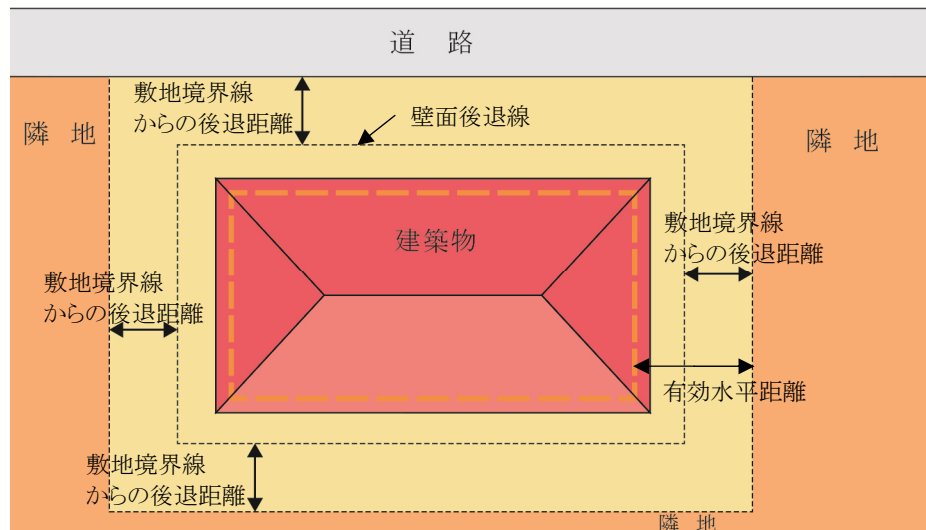 道 路
敷地境界線
からの後退距離
壁面後退線
隣 地
隣 地
建築物
敷地境界線
からの後退距離
敷地境界線
からの後退距離
有効水平距離
敷地境界線
からの後退距離
隣 地